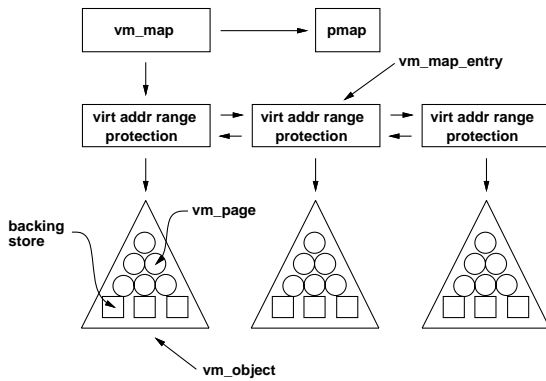 vm_map
pmap
vm_map_entry
virt addr range
protection
virt addr range
protection
virt addr range
protection
backing
store
vm_page
vm_object